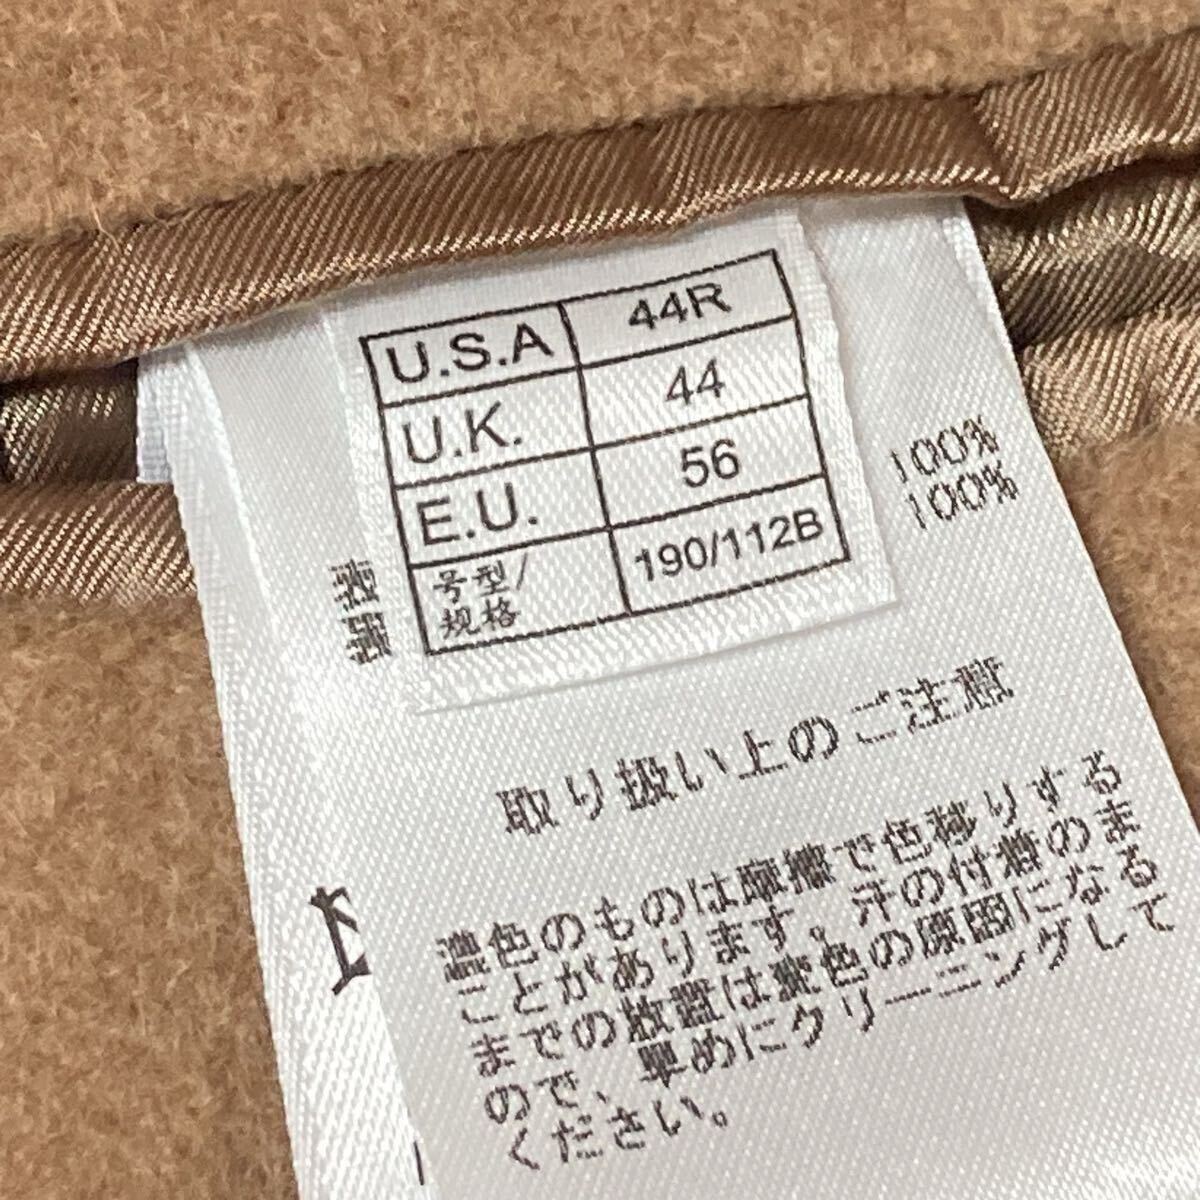 U.S.A 44R
U.K. 44
E.U. 56
号型/ 190/112B
規格
100%
100%
取り扱い上のご注意
濃色のものは摩擦で色移りする
ことがあります。汗の付着のまま
までの放置は変色の原因になる
ので、早めにクリーニングして
ください。